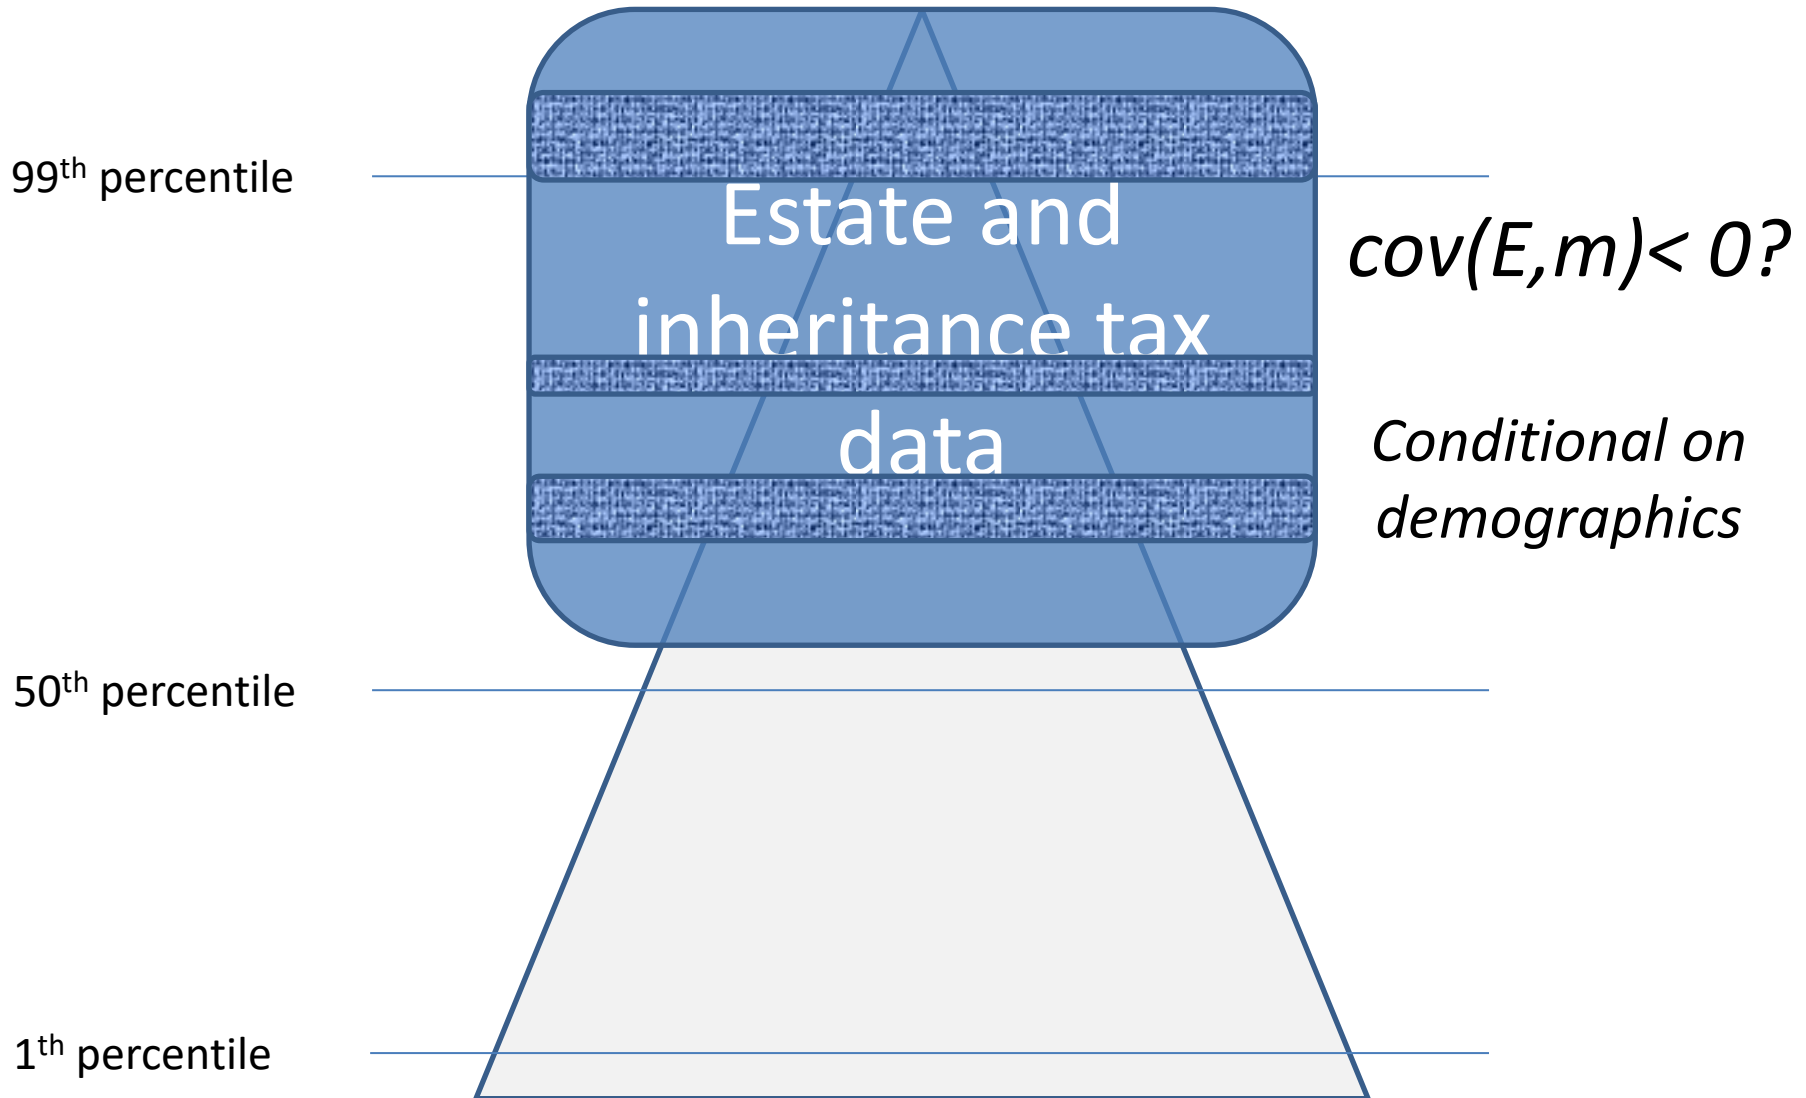 99th percentile
Estate and
cov(E,m)< 0?
inheritance tax
data
Conditional on
demographics
50th percentile
1th percentile